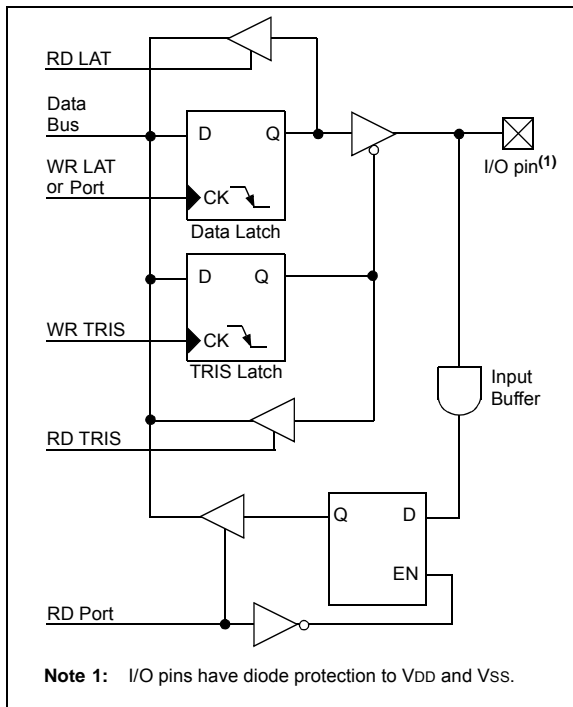 RD LAT
Data
Bus
D Q
I/O pin(1)
WR LAT
or Port
CK
Data Latch
D Q
WR TRIS
CK
TRIS Latch
Input
Buffer
RD TRIS
Q D
EN
RD Port
Note 1: I/O pins have diode protection to VDD and VSS.